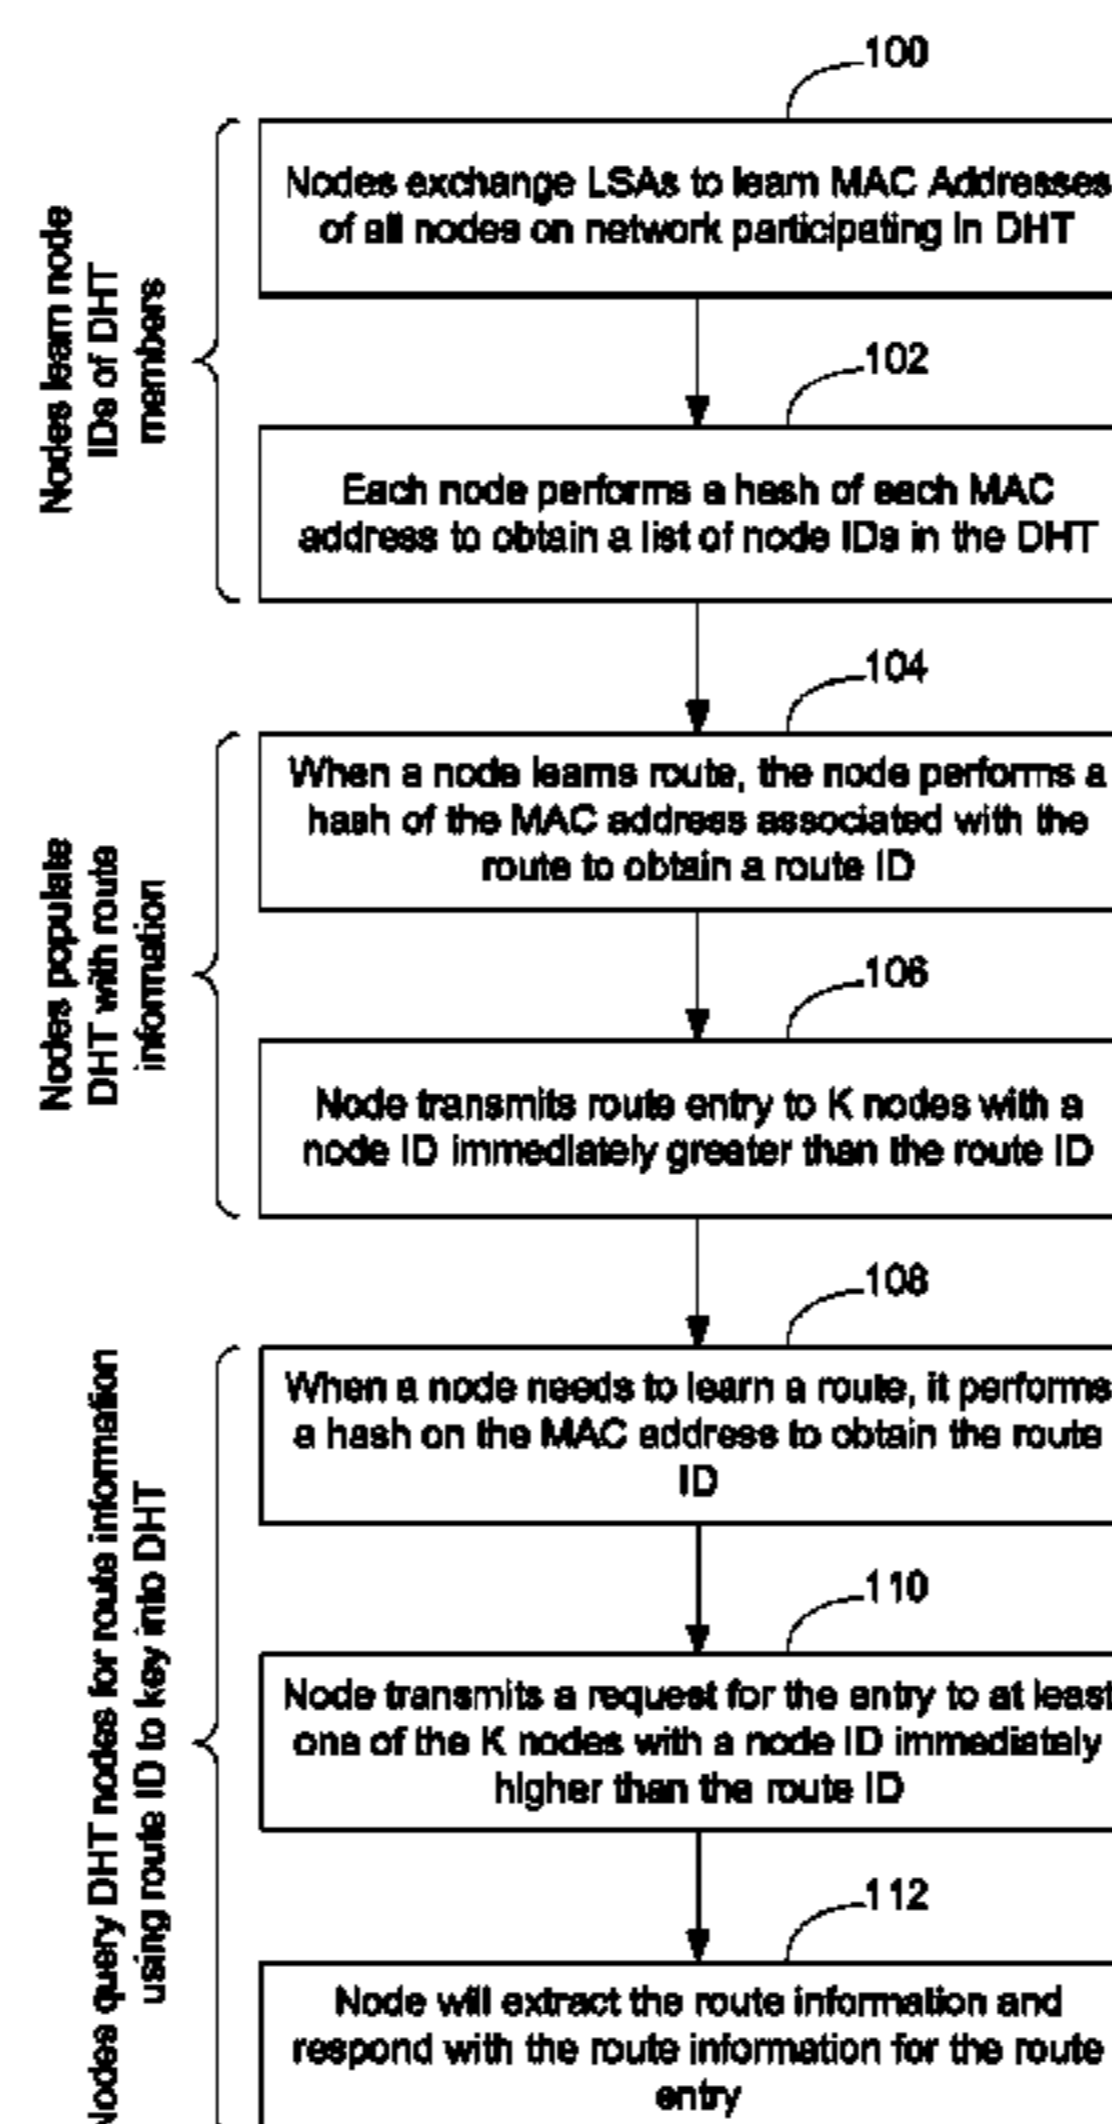 100
Nodes exchange LSAs to learn MAC Addresses
of all nodes on network participating in DHT
Nodes learn node
IDs of DHT
members
102
Each node performs a hash of each MAC
address to obtain a list of node IDs in the DHT
104
When a node learns route, the node performs a
hash of the MAC address associated with the
route to obtain a route ID
Nodes populate
DHT with route
information
106
Node transmits route entry to K nodes with a
node ID immediately greater than the route ID
108
When a node needs to learn a route, it performs
a hash on the MAC address to obtain the route
ID
Nodes query DHT nodes for route information
using route ID to key into DHT
110
Node transmits a request for the entry to at least
one of the K nodes with a node ID immediately
higher than the route ID
112
Node will extract the route information and
respond with the route information for the route
entry